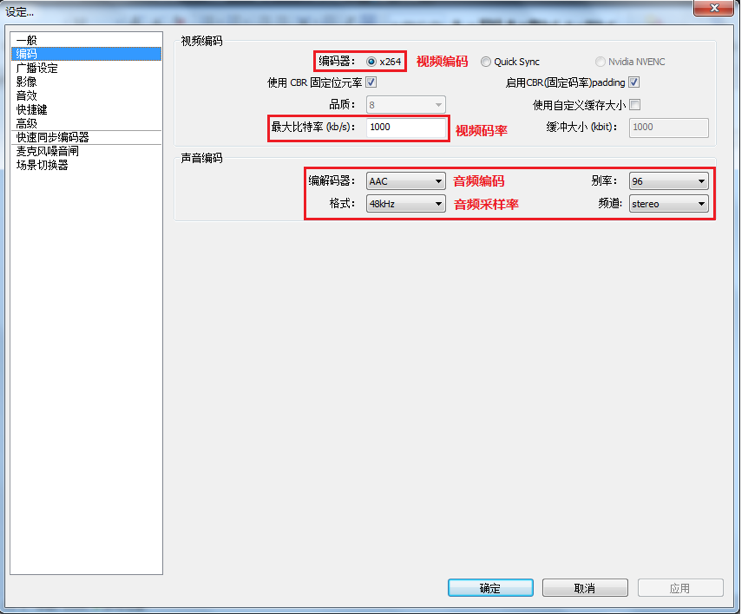 设定...
一般
编码
广播设定
影像
音效
快捷键
高级
快速同步编码器
麦克风噪音闸
场景切换器
视频编码
编码器： x264 视频编码 Quick Sync Nvidia NVENC
使用 CBR 固定位元率 启用CBR(固定码率)padding
品质： 8 使用自定义缓存大小
最大比特率 (kb/s)： 1000 视频码率 缓冲大小 (kbit)： 1000
声音编码
编解码器： AAC 音频编码 别率： 96
格式： 48kHz 音频采样率 频道: stereo
确定 取消 应用